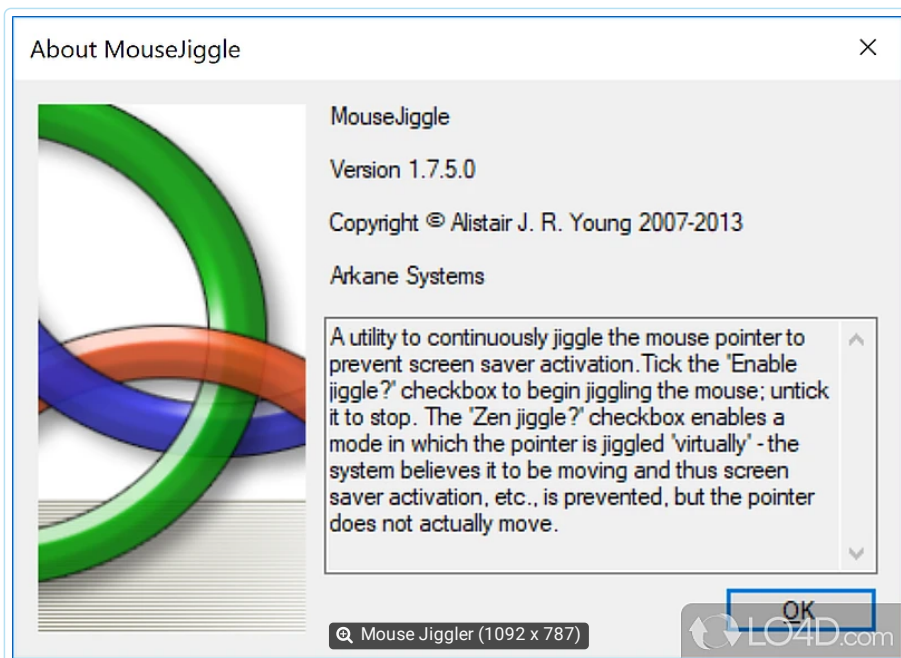 About MouseJiggle
MouseJiggle
Version 1.7.5.0
Copyright © Alistair J. R. Young 2007-2013
Arkane Systems
A utility to continuously jiggle the mouse pointer to
prevent screen saver activation.Tick the 'Enable
jiggle?' checkbox to begin jiggling the mouse; untick
it to stop. The 'Zen jiggle?' checkbox enables a
mode in which the pointer is jiggled 'virtually' - the
system believes it to be moving and thus screen
saver activation, etc., is prevented, but the pointer
does not actually move.
OK
Mouse Jiggler (1092 x 787)
LO4D.com